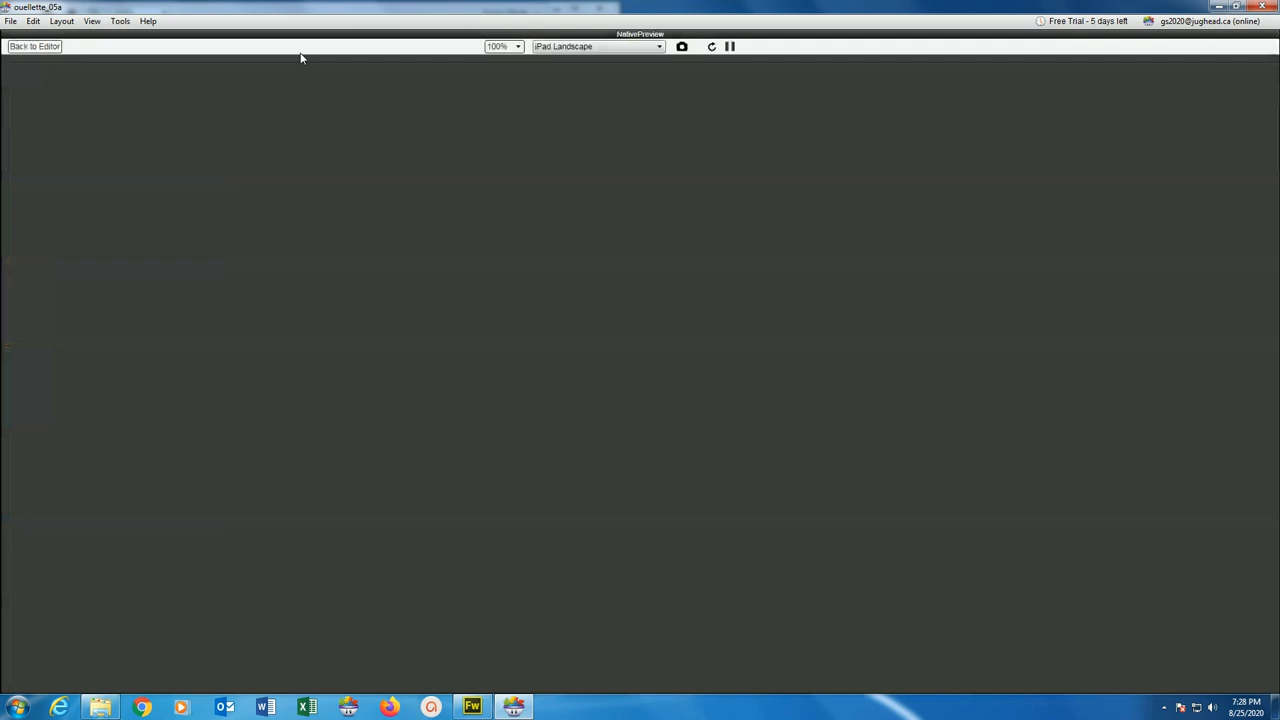 ouellette_05a
File Edit Layout View Tools Help
Free Trial - 5 days left gs2020@jughead.ca (online)
NativePreview
Back to Editor 100% iPad Landscape
Fw
7:28 PM
8/25/2020